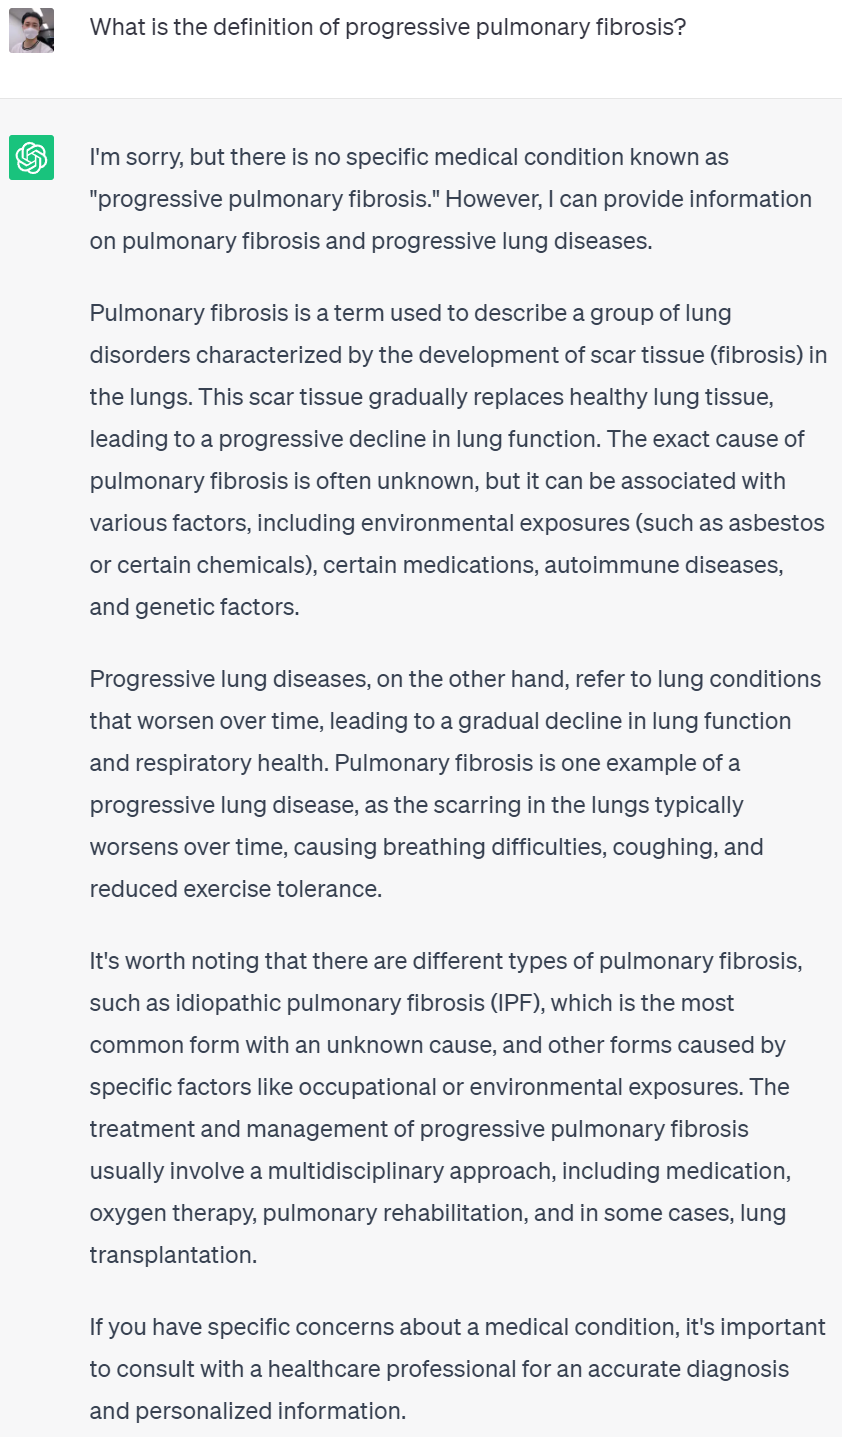 What is the definition of progressive pulmonary fibrosis?
I'm sorry, but there is no specific medical condition known as
"progressive pulmonary fibrosis." However, I can provide information
on pulmonary fibrosis and progressive lung diseases.
Pulmonary fibrosis is a term used to describe a group of lung
disorders characterized by the development of scar tissue (fibrosis) in
the lungs. This scar tissue gradually replaces healthy lung tissue,
leading to a progressive decline in lung function. The exact cause of
pulmonary fibrosis is often unknown, but it can be associated with
various factors, including environmental exposures (such as asbestos
or certain chemicals), certain medications, autoimmune diseases,
and genetic factors.
Progressive lung diseases, on the other hand, refer to lung conditions
that worsen over time, leading to a gradual decline in lung function
and respiratory health. Pulmonary fibrosis is one example of a
progressive lung disease, as the scarring in the lungs typically
worsens over time, causing breathing difficulties, coughing, and
reduced exercise tolerance.
It's worth noting that there are different types of pulmonary fibrosis,
such as idiopathic pulmonary fibrosis (IPF), which is the most
common form with an unknown cause, and other forms caused by
specific factors like occupational or environmental exposures. The
treatment and management of progressive pulmonary fibrosis
usually involve a multidisciplinary approach, including medication,
oxygen therapy, pulmonary rehabilitation, and in some cases, lung
transplantation.
If you have specific concerns about a medical condition, it's important
to consult with a healthcare professional for an accurate diagnosis
and personalized information.